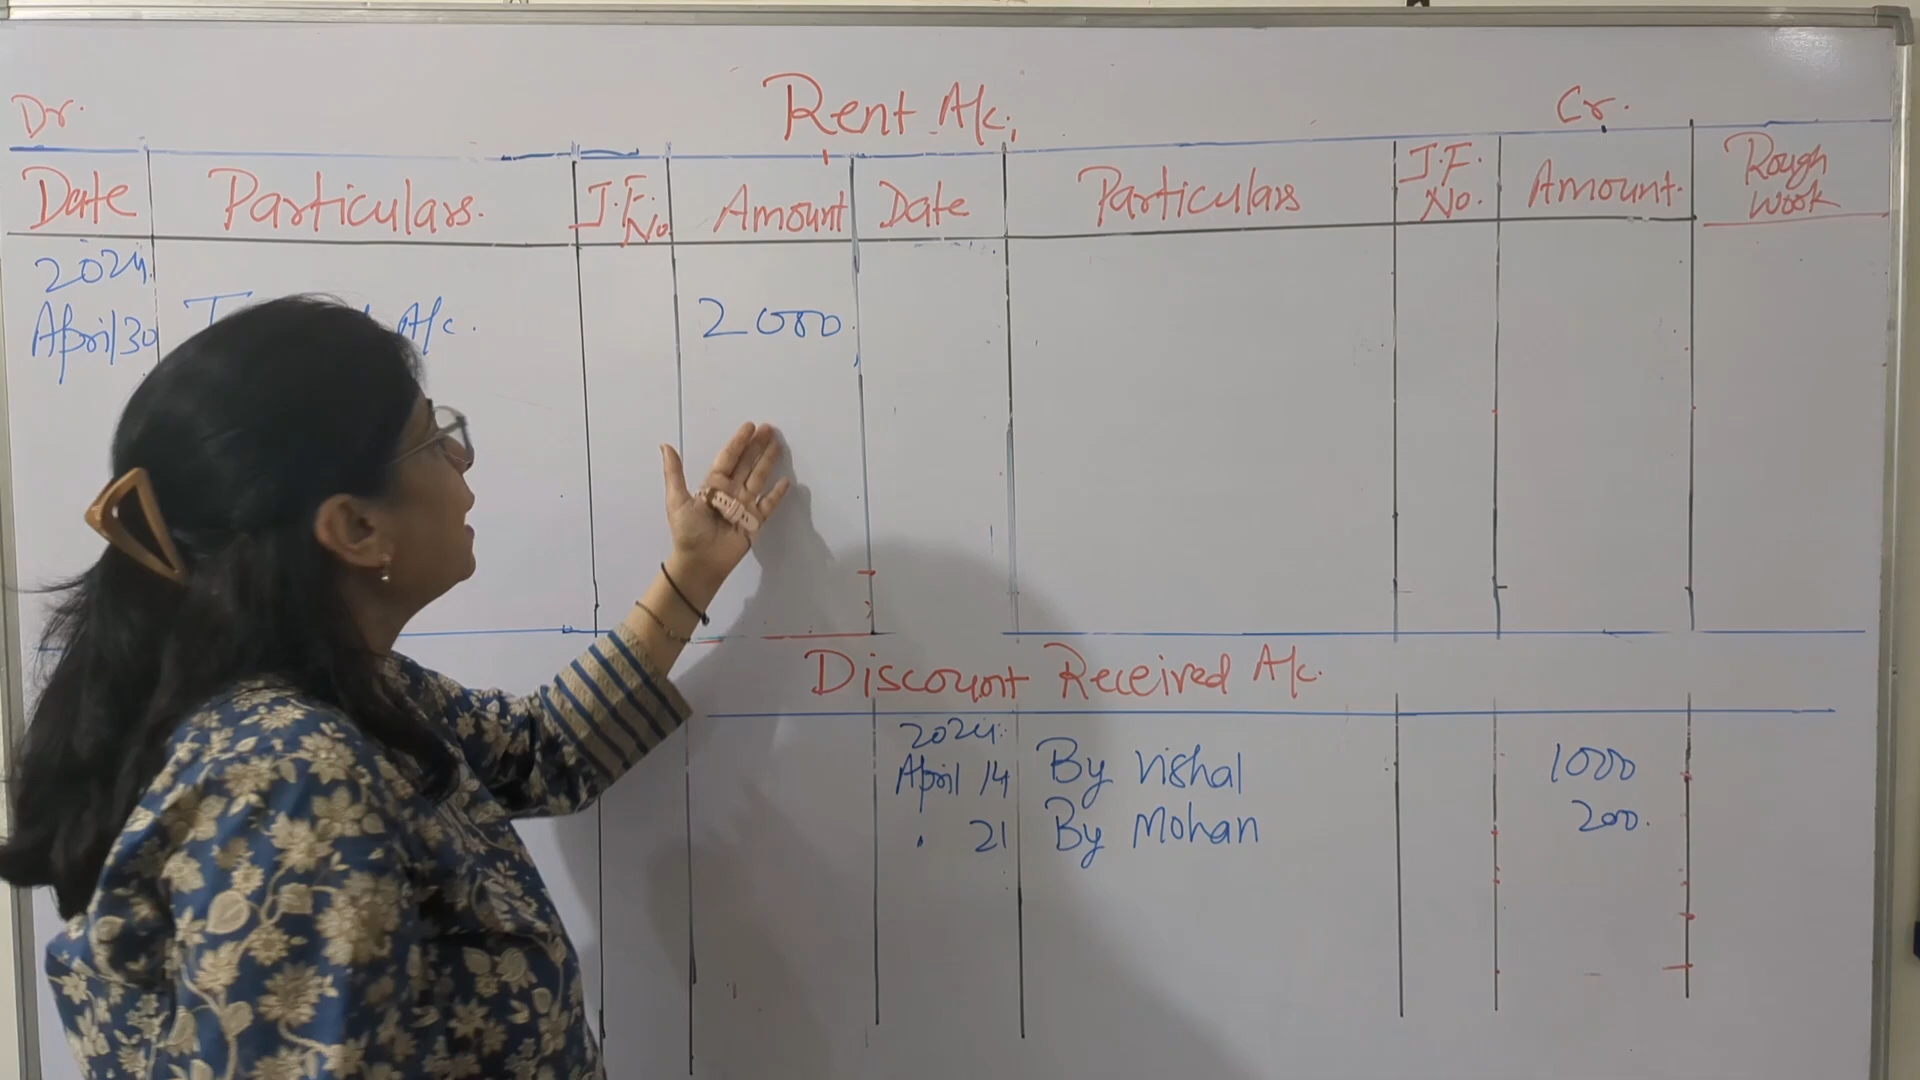 Rent A/c.
Dr. Cr.
Date Particulars. J.F. No. Amount Date Particulars J.F. No. Amount. Rough Work
2024
April 30 A/c. 2000
Discount Received A/c.
2024
April 14 By Vishal 1000
21 By Mohan 200.